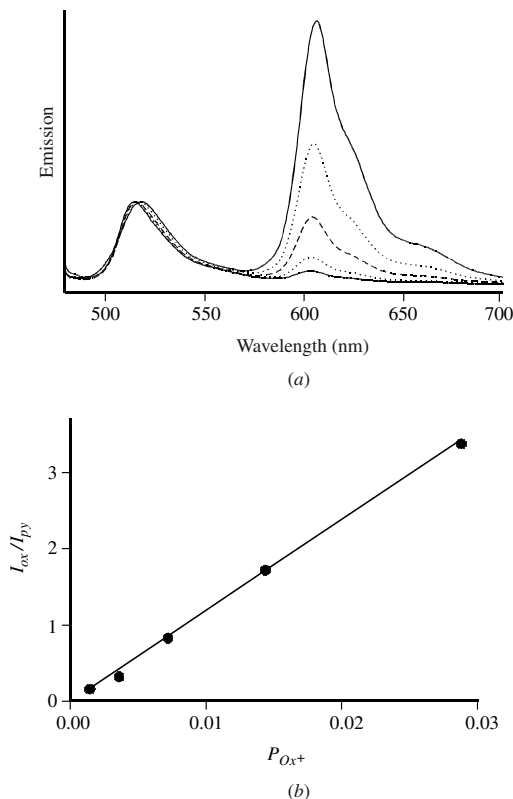 Emission
500 550 600 650 700
Wavelength (nm)
(a)
I_ox/I_py
3
2
1
0
0.00 0.01 0.02 0.03
P_Ox+
(b)